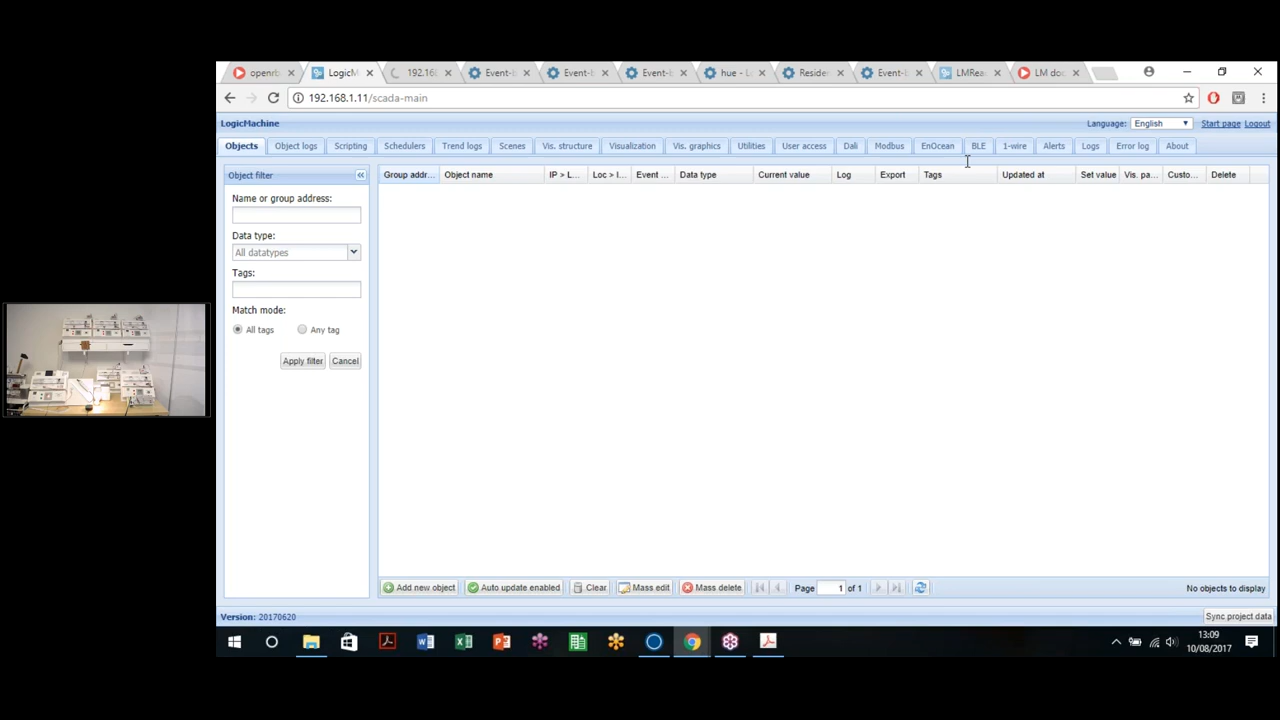 openrb
LogicM
192.168
Event-b
Event-b
Event-b
hue - L
Reside
Event-b
LMRea
LM doc
192.168.1.11/scada-main
LogicMachine
Language: English
Start page
Logout
Objects
Object logs
Scripting
Schedulers
Trend logs
Scenes
Vis. structure
Visualization
Vis. graphics
Utilities
User access
Dali
Modbus
EnOcean
BLE
1-wire
Alerts
Logs
Error log
About
Object filter
Name or group address:
Data type:
All datatypes
Tags:
Match mode:
All tags
Any tag
Apply filter
Cancel
Group addr...
Object name
IP > L...
Loc > I...
Event ...
Data type
Current value
Log
Export
Tags
Updated at
Set value
Vis. pa...
Custo...
Delete
Add new object
Auto update enabled
Clear
Mass edit
Mass delete
Page 1 of 1
No objects to display
Version: 20170620
Sync project data
13:09
10/08/2017